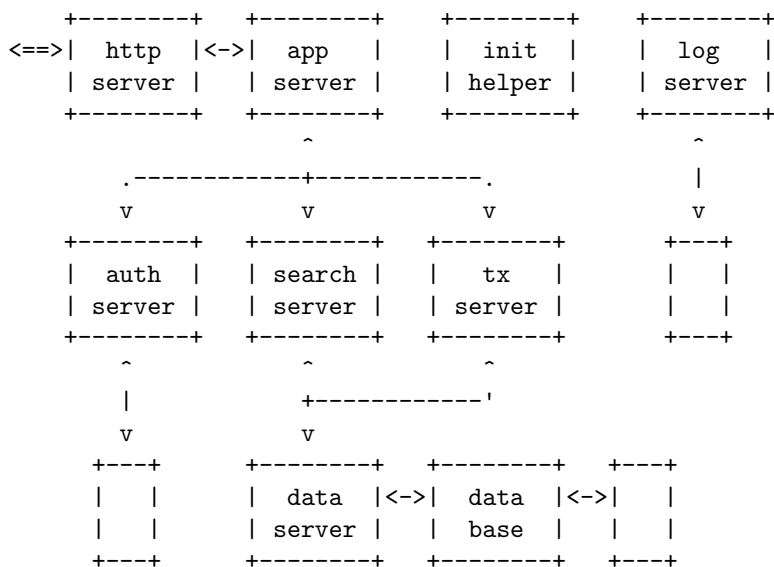 http app init log
server server helper server
auth search tx
server server server
data data
server base